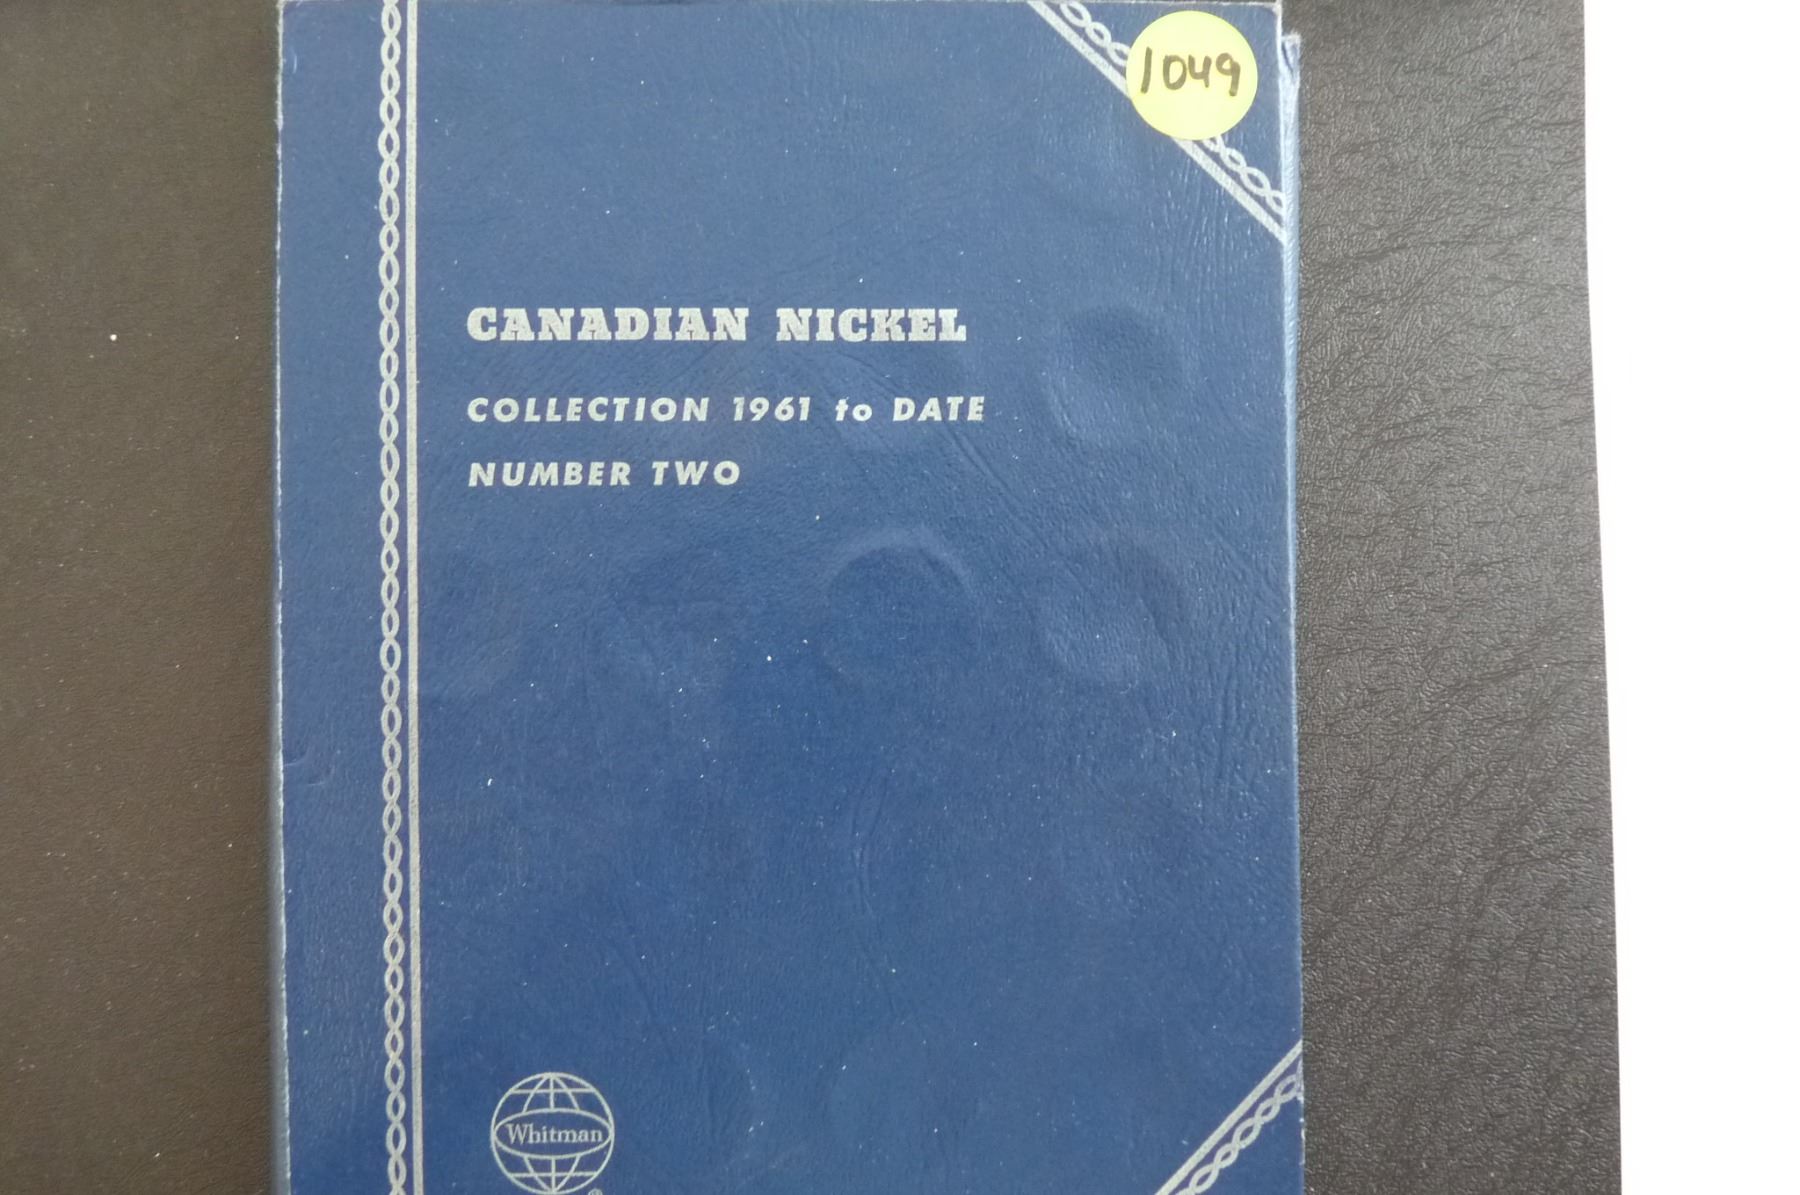 1049
CANADIAN NICKEL
COLLECTION 1961 to DATE
NUMBER TWO
Whitman
®